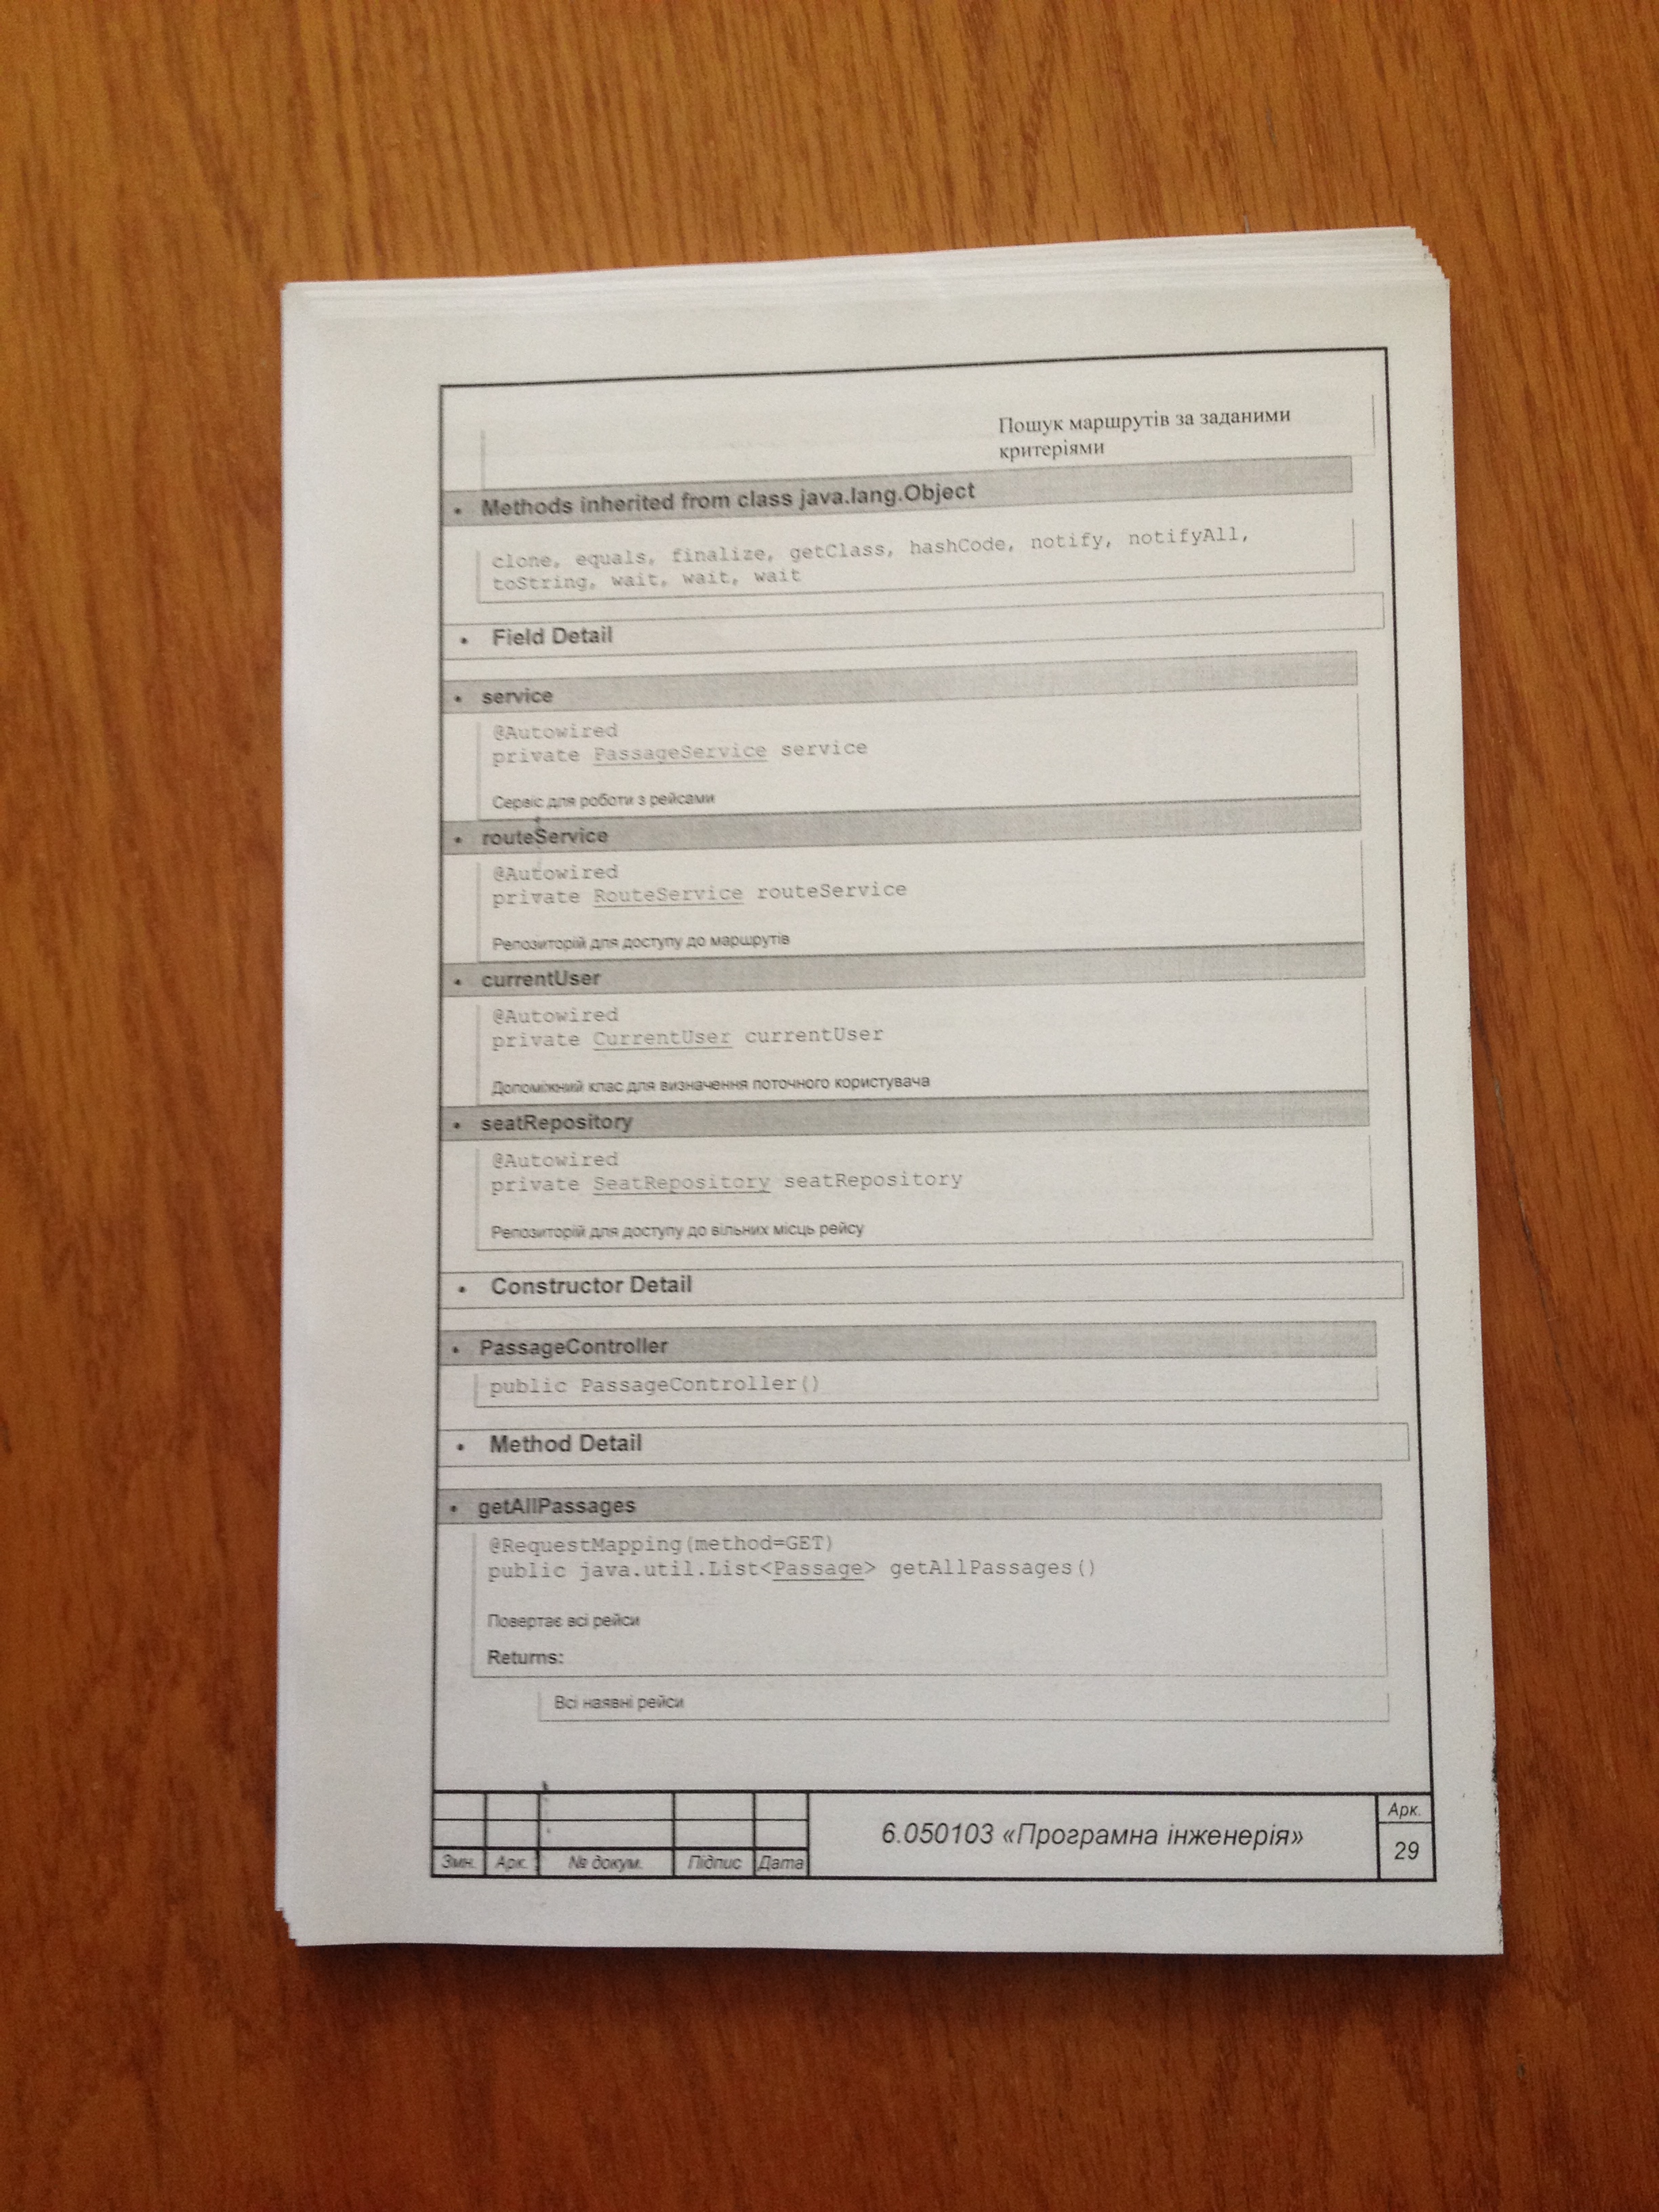 Пошук маршрутів за заданими
критеріями
• Methods inherited from class java.lang.Object
clone, equals, finalize, getClass, hashCode, notify, notifyAll,
toString, wait, wait, wait
• Field Detail
• service
@Autowired
private PassageService service
Сервіс для роботи з рейсами
• routeService
@Autowired
private RouteService routeService
Репозиторій для доступу до маршрутів
• currentUser
@Autowired
private CurrentUser currentUser
Допоміжний клас для визначення поточного користувача
• seatRepository
@Autowired
private SeatRepository seatRepository
Репозиторій для доступу до вільних місць рейсу
• Constructor Detail
• PassageController
public PassageController()
• Method Detail
• getAllPassages
@RequestMapping(method=GET)
public java.util.List<Passage> getAllPassages()
Повертає всі рейси
Returns:
Всі наявні рейси
Змн. Арк. № докум. Підпис Дата
6.050103 «Програмна інженерія»
Арк.
29